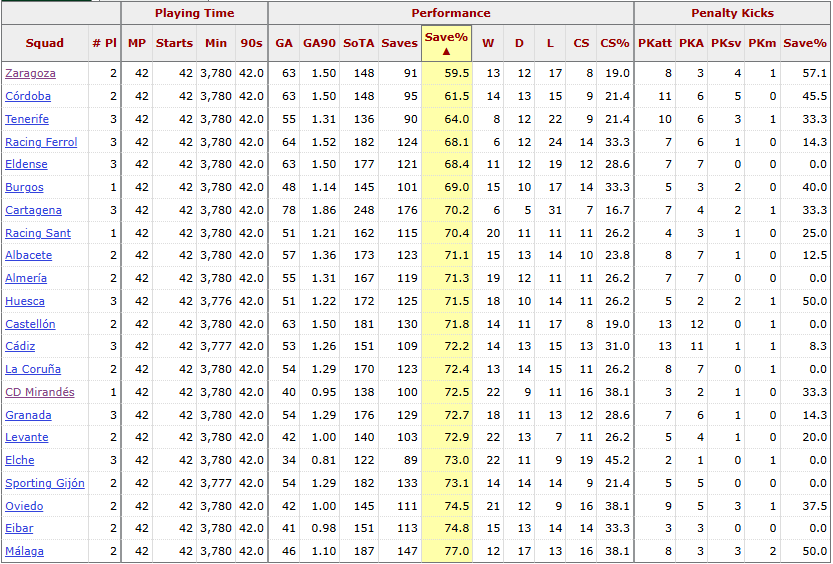 Playing Time Performance Penalty Kicks
Squad # Pl MP Starts Min 90s GA GA90 SoTA Saves Save% ▲ W D L CS CS% PKatt PKA PKsv PKm Save%
Zaragoza 2 42 42 3,780 42.0 63 1.50 148 91 59.5 13 12 17 8 19.0 8 3 4 1 57.1
Córdoba 2 42 42 3,780 42.0 63 1.50 148 95 61.5 14 13 15 9 21.4 11 6 5 0 45.5
Tenerife 3 42 42 3,780 42.0 55 1.31 136 90 64.0 8 12 22 9 21.4 10 6 3 1 33.3
Racing Ferrol 3 42 42 3,780 42.0 64 1.52 182 124 68.1 6 12 24 14 33.3 7 6 1 0 14.3
Eldense 3 42 42 3,780 42.0 63 1.50 177 121 68.4 11 12 19 12 28.6 7 7 0 0 0.0
Burgos 1 42 42 3,780 42.0 48 1.14 145 101 69.0 15 10 17 14 33.3 5 3 2 0 40.0
Cartagena 3 42 42 3,780 42.0 78 1.86 248 176 70.2 6 5 31 7 16.7 7 4 2 1 33.3
Racing Sant 1 42 42 3,780 42.0 51 1.21 162 115 70.4 20 11 11 11 26.2 4 3 1 0 25.0
Albacete 2 42 42 3,780 42.0 57 1.36 173 123 71.1 15 13 14 10 23.8 8 7 1 0 12.5
Almería 2 42 42 3,780 42.0 55 1.31 167 119 71.3 19 12 11 11 26.2 7 7 0 0 0.0
Huesca 3 42 42 3,776 42.0 51 1.22 172 125 71.5 18 10 14 11 26.2 5 2 2 1 50.0
Castellón 2 42 42 3,780 42.0 63 1.50 181 130 71.8 14 11 17 8 19.0 13 12 0 1 0.0
Cádiz 3 42 42 3,777 42.0 53 1.26 151 109 72.2 14 13 15 13 31.0 13 11 1 1 8.3
La Coruña 2 42 42 3,780 42.0 54 1.29 170 123 72.4 13 14 15 11 26.2 8 7 0 1 0.0
CD Mirandés 1 42 42 3,780 42.0 40 0.95 138 100 72.5 22 9 11 16 38.1 3 2 1 0 33.3
Granada 3 42 42 3,780 42.0 54 1.29 176 129 72.7 18 11 13 12 28.6 7 6 1 0 14.3
Levante 2 42 42 3,780 42.0 42 1.00 140 103 72.9 22 13 7 11 26.2 5 4 1 0 20.0
Elche 3 42 42 3,780 42.0 34 0.81 122 89 73.0 22 11 9 19 45.2 2 1 0 1 0.0
Sporting Gijón 2 42 42 3,777 42.0 54 1.29 182 133 73.1 14 14 14 9 21.4 5 5 0 0 0.0
Oviedo 2 42 42 3,780 42.0 42 1.00 145 111 74.5 21 12 9 16 38.1 9 5 3 1 37.5
Eibar 2 42 42 3,780 42.0 41 0.98 151 113 74.8 15 13 14 14 33.3 3 3 0 0 0.0
Málaga 2 42 42 3,780 42.0 46 1.10 187 147 77.0 12 17 13 16 38.1 8 3 3 2 50.0